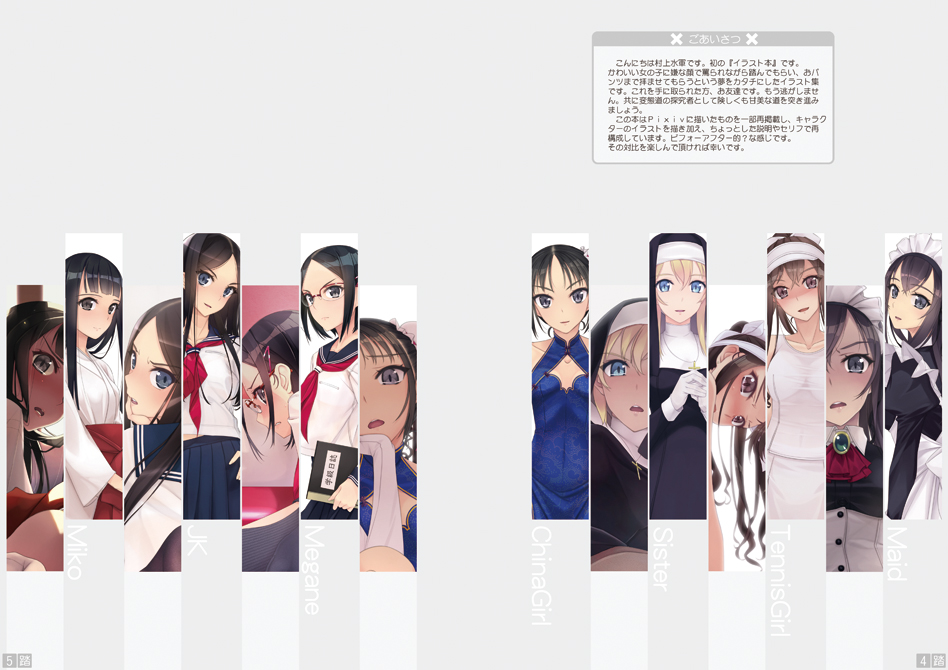 ごあいさつ
こんにちは村上水軍です。初の『イラスト本』です。
かわいい女の子に嫌な顔で罵られながら踏んでもらい、おパ
ンツまで拝ませてもらうという夢をカタチにしたイラスト集
です。これを手に取られた方、お友達です。もう逃がしませ
ん。共に変態道の探究者として険しくも甘美な道を突き進み
ましょう。
この本はPixivに描いたものを一部再掲載し、キャラク
ターのイラストを描き加え、ちょっとした説明やセリフで再
構成しています。ビフォーアフター的？な感じです。
その対比を楽しんで頂ければ幸いです。
学級日誌
Miko
JK
Megane
ChinaGirl
Sister
TennisGirl
Maid
5 踏
4 踏